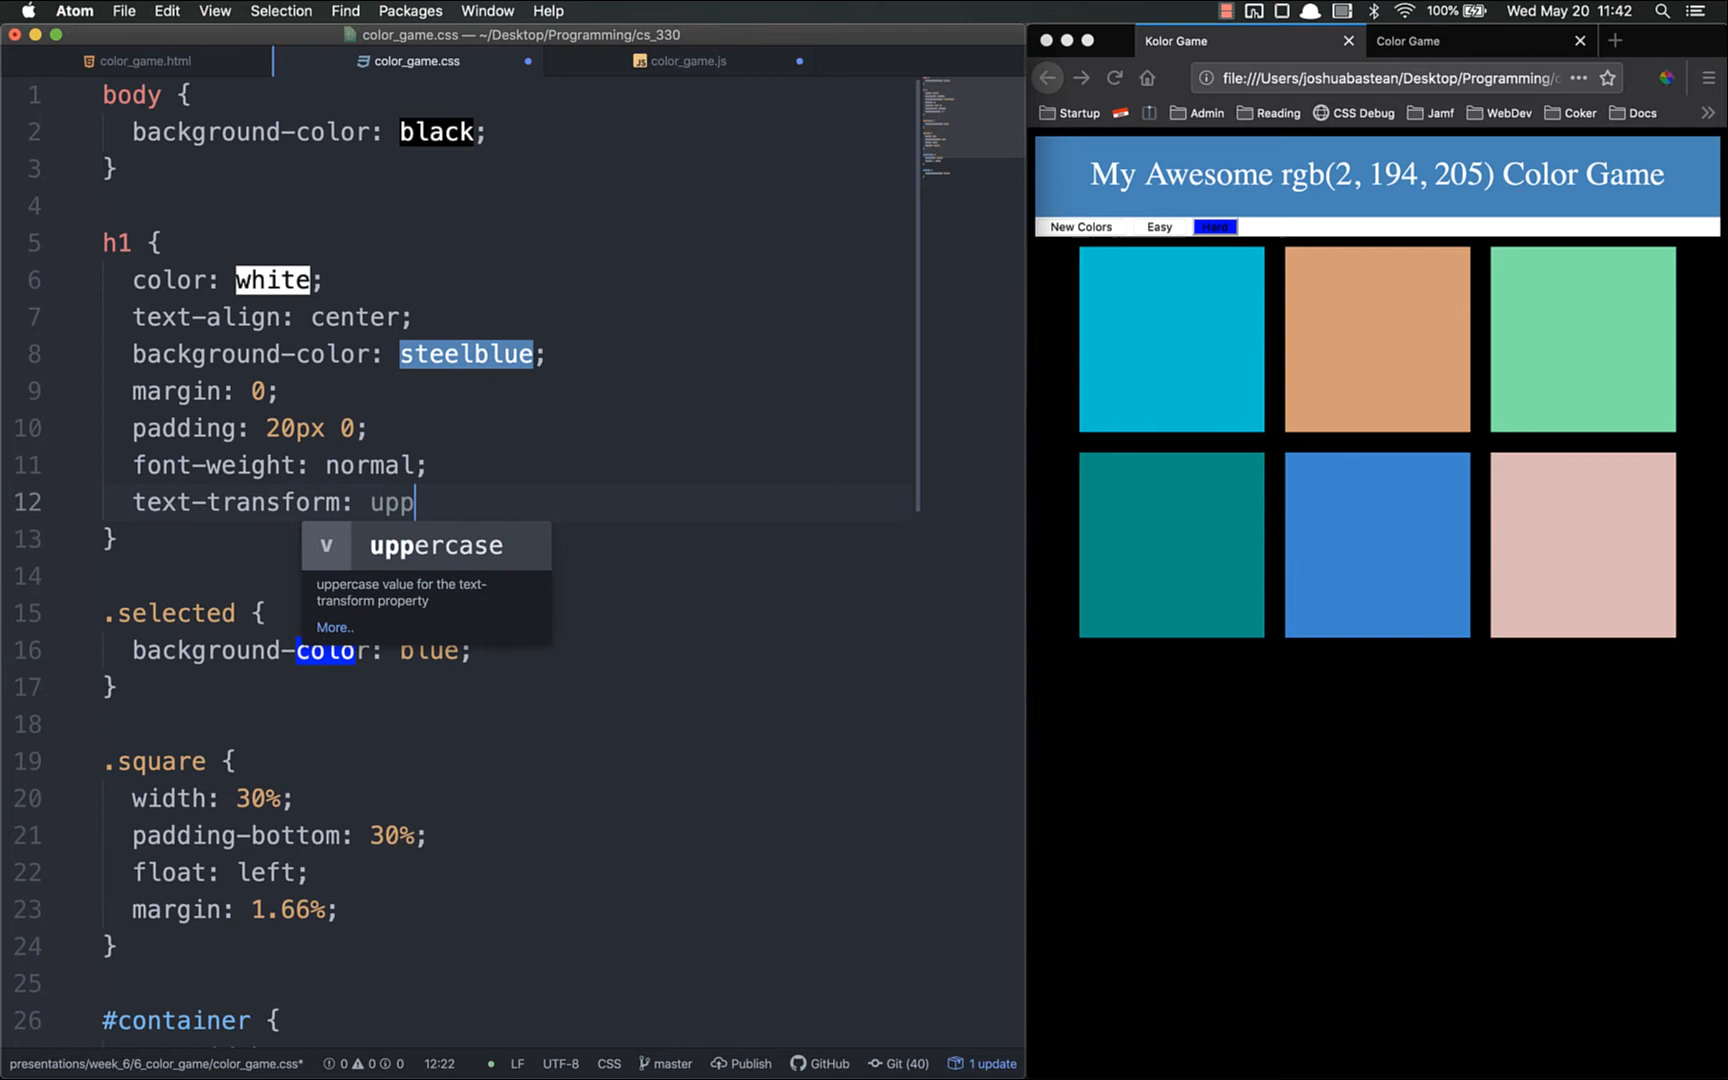 Atom File Edit View Selection Find Packages Window Help 100% Wed May 20 11:42
color_game.css — ~/Desktop/Programming/cs_330
color_game.html color_game.css color_game.js
1 body {
2 background-color: black;
3 }
4
5 h1 {
6 color: white;
7 text-align: center;
8 background-color: steelblue;
9 margin: 0;
10 padding: 20px 0;
11 font-weight: normal;
12 text-transform: upp
v uppercase
uppercase value for the text-
transform property
More..
13 }
14
15 .selected {
16 background-color: blue;
17 }
18
19 .square {
20 width: 30%;
21 padding-bottom: 30%;
22 float: left;
23 margin: 1.66%;
24 }
25
26 #container {
presentations/week_6/6_color_game/color_game.css* 0 0 0 12:22 LF UTF-8 CSS master Publish GitHub Git (40) 1 update
Kolor Game Color Game
file:///Users/joshuabastean/Desktop/Programming/c
Startup Admin Reading CSS Debug Jamf WebDev Coker Docs
My Awesome rgb(2, 194, 205) Color Game
New Colors Easy Hard